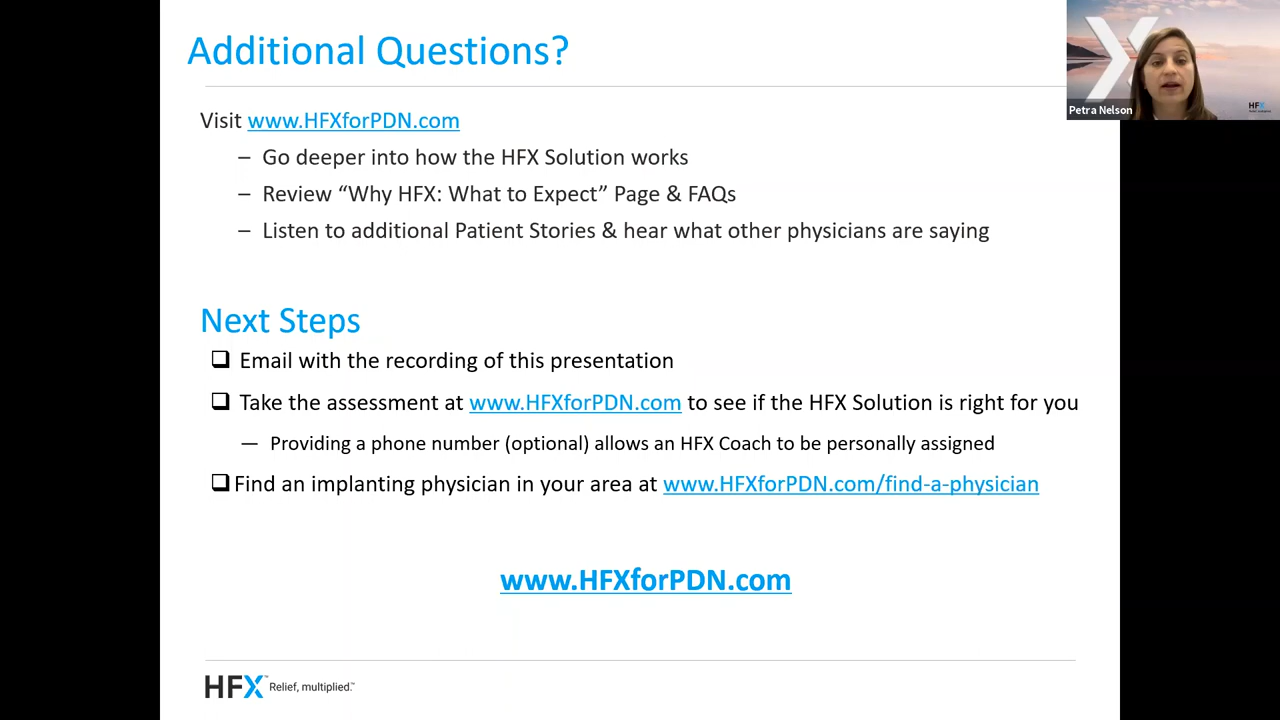 Additional Questions?
Visit www.HFXforPDN.com
– Go deeper into how the HFX Solution works
– Review “Why HFX: What to Expect” Page & FAQs
– Listen to additional Patient Stories & hear what other physicians are saying
Next Steps
❑ Email with the recording of this presentation
❑ Take the assessment at www.HFXforPDN.com to see if the HFX Solution is right for you
— Providing a phone number (optional) allows an HFX Coach to be personally assigned
❑ Find an implanting physician in your area at www.HFXforPDN.com/find-a-physician
www.HFXforPDN.com
HFX™ Relief, multiplied.™
X
HFX
Petra Nelson